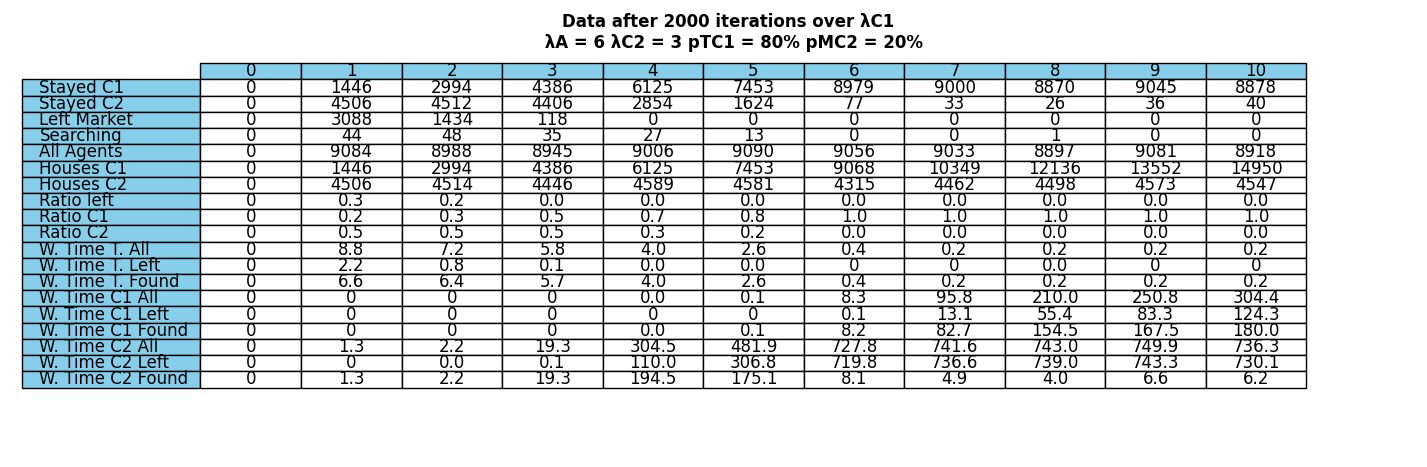 Data after 2000 iterations over λC1
λA = 6 λC2 = 3 pTC1 = 80% pMC2 = 20%
0 1 2 3 4 5 6 7 8 9 10
Stayed C1 0 1446 2994 4386 6125 7453 8979 9000 8870 9045 8878
Stayed C2 0 4506 4512 4406 2854 1624 77 33 26 36 40
Left Market 0 3088 1434 118 0 0 0 0 0 0 0
Searching 0 44 48 35 27 13 0 0 1 0 0
All Agents 0 9084 8988 8945 9006 9090 9056 9033 8897 9081 8918
Houses C1 0 1446 2994 4386 6125 7453 9068 10349 12136 13552 14950
Houses C2 0 4506 4514 4446 4589 4581 4315 4462 4498 4573 4547
Ratio left 0 0.3 0.2 0.0 0.0 0.0 0.0 0.0 0.0 0.0 0.0
Ratio C1 0 0.2 0.3 0.5 0.7 0.8 1.0 1.0 1.0 1.0 1.0
Ratio C2 0 0.5 0.5 0.5 0.3 0.2 0.0 0.0 0.0 0.0 0.0
W. Time T. All 0 8.8 7.2 5.8 4.0 2.6 0.4 0.2 0.2 0.2 0.2
W. Time T. Left 0 2.2 0.8 0.1 0.0 0.0 0 0 0.0 0 0
W. Time T. Found 0 6.6 6.4 5.7 4.0 2.6 0.4 0.2 0.2 0.2 0.2
W. Time C1 All 0 0 0 0 0.0 0.1 8.3 95.8 210.0 250.8 304.4
W. Time C1 Left 0 0 0 0 0 0 0.1 13.1 55.4 83.3 124.3
W. Time C1 Found 0 0 0 0 0.0 0.1 8.2 82.7 154.5 167.5 180.0
W. Time C2 All 0 1.3 2.2 19.3 304.5 481.9 727.8 741.6 743.0 749.9 736.3
W. Time C2 Left 0 0 0.0 0.1 110.0 306.8 719.8 736.6 739.0 743.3 730.1
W. Time C2 Found 0 1.3 2.2 19.3 194.5 175.1 8.1 4.9 4.0 6.6 6.2